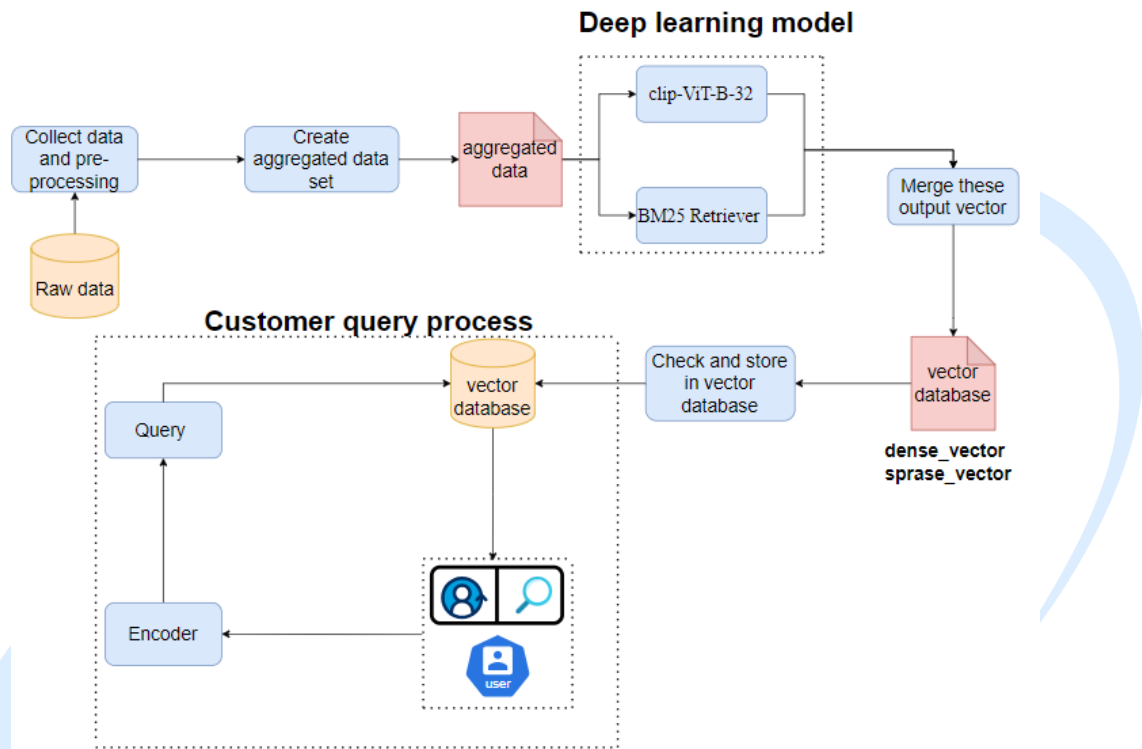 Deep learning model
clip-ViT-B-32
Collect data
and pre-
processing
Create
aggregated data
set
aggregated
data
BM25 Retriever
Merge these
output vector
Raw data
Customer query process
vector
database
Check and store
in vector
database
vector
database
dense_vector
sprase_vector
Query
Encoder
user